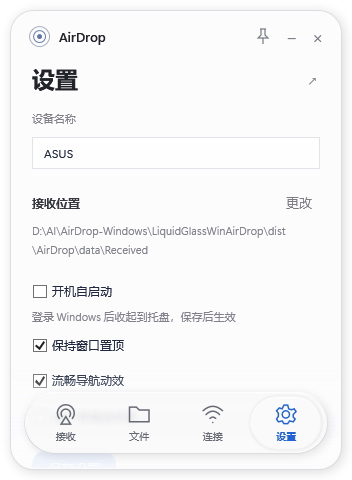 AirDrop
设置
设备名称
ASUS
接收位置 更改
D:\AI\AirDrop-Windows\LiquidGlassWinAirDrop\dist
\AirDrop\data\Received
开机自启动
登录 Windows 后收起到托盘，保存后生效
保持窗口置顶
流畅导航动效
接收 文件 连接 设置